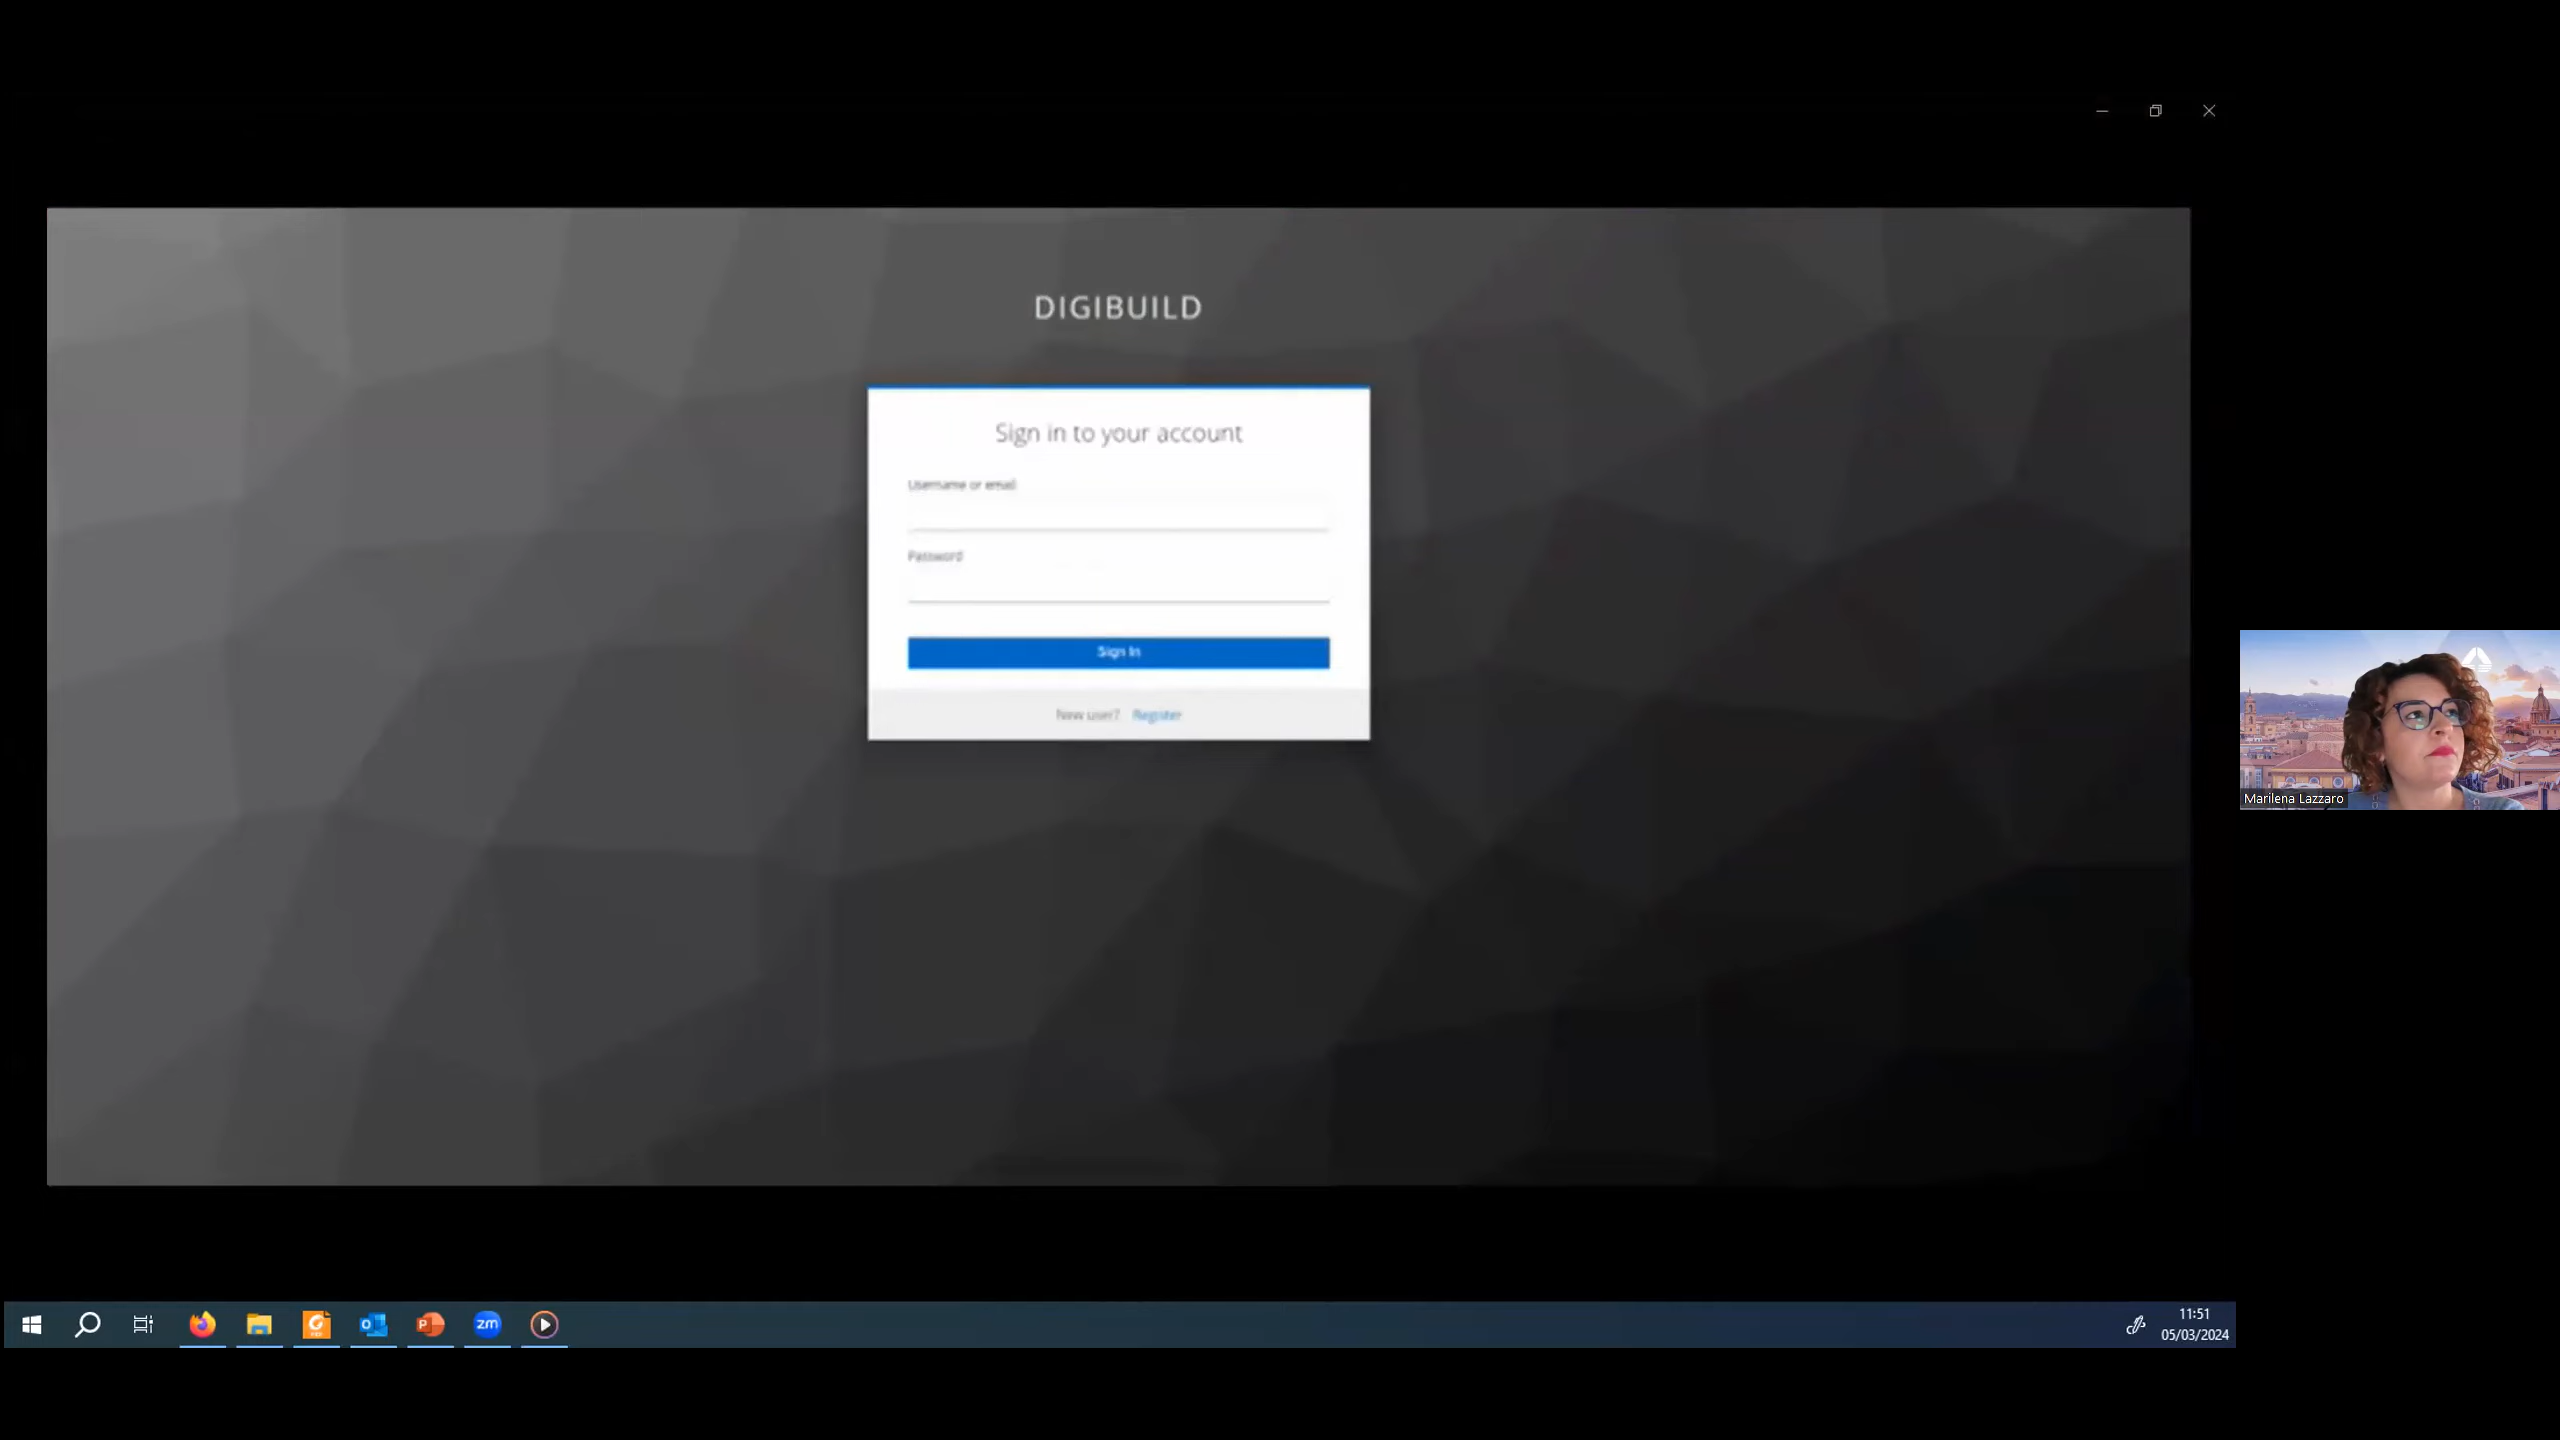 DIGIBUILD
Sign in to your account
Username or email
Password
Sign In
New user? Register
Marilena Lazzaro
zm
11:51
05/03/2024